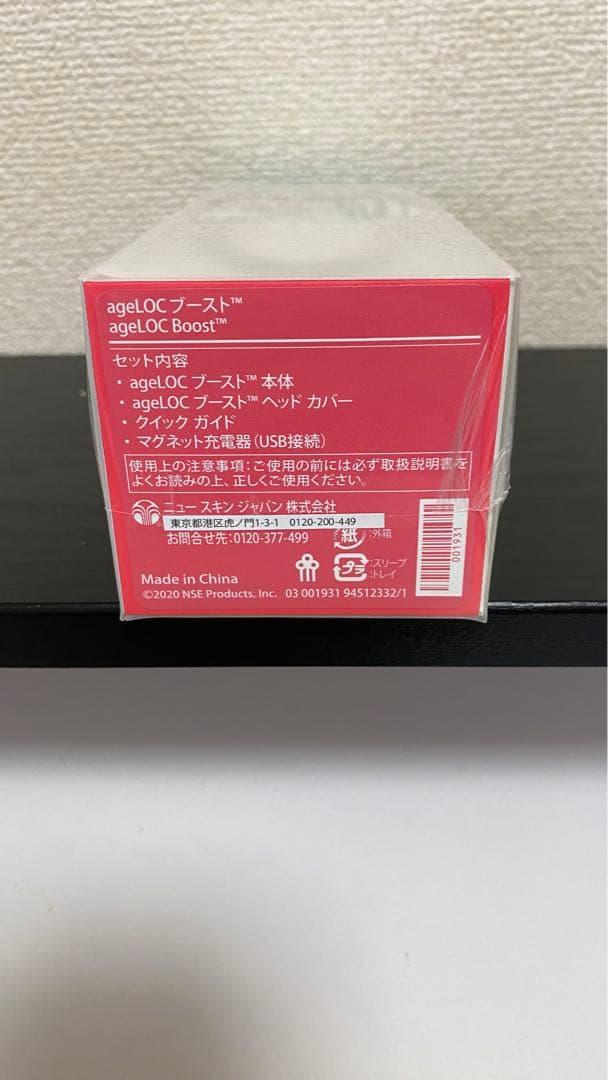 ageLOC ブースト™
ageLOC Boost™
セット内容
・ageLOC ブースト™ 本体
・ageLOC ブースト™ ヘッド カバー
・クイック ガイド
・マグネット充電器(USB接続)
使用上の注意事項:ご使用の前には必ず取扱説明書を
よくお読みの上、正しくご使用ください。
ニュー スキン ジャパン 株式会社
東京都港区虎ノ門1-3-1 0120-200-449
お問合せ先:0120-377-499
紙 :外箱
プラ :スリーブ
:トレイ
Made in China
©2020 NSE Products, Inc. 03 001931 94512332/1
001931